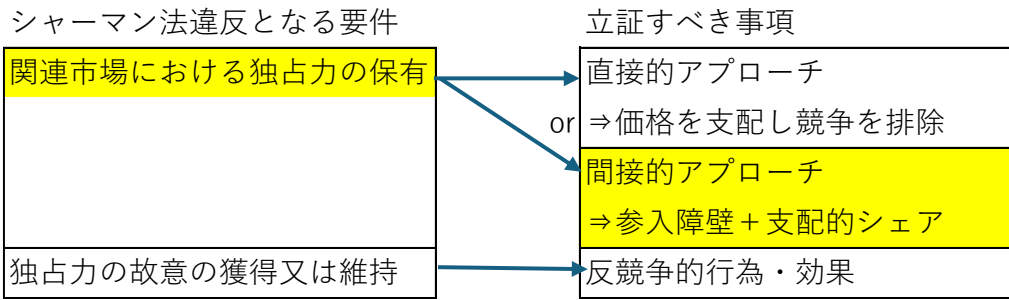 シャーマン法違反となる要件
立証すべき事項
関連市場における独占力の保有
直接的アプローチ
or
⇒価格を支配し競争を排除
間接的アプローチ
⇒参入障壁＋支配的シェア
独占力の故意の獲得又は維持
反競争的行為・効果